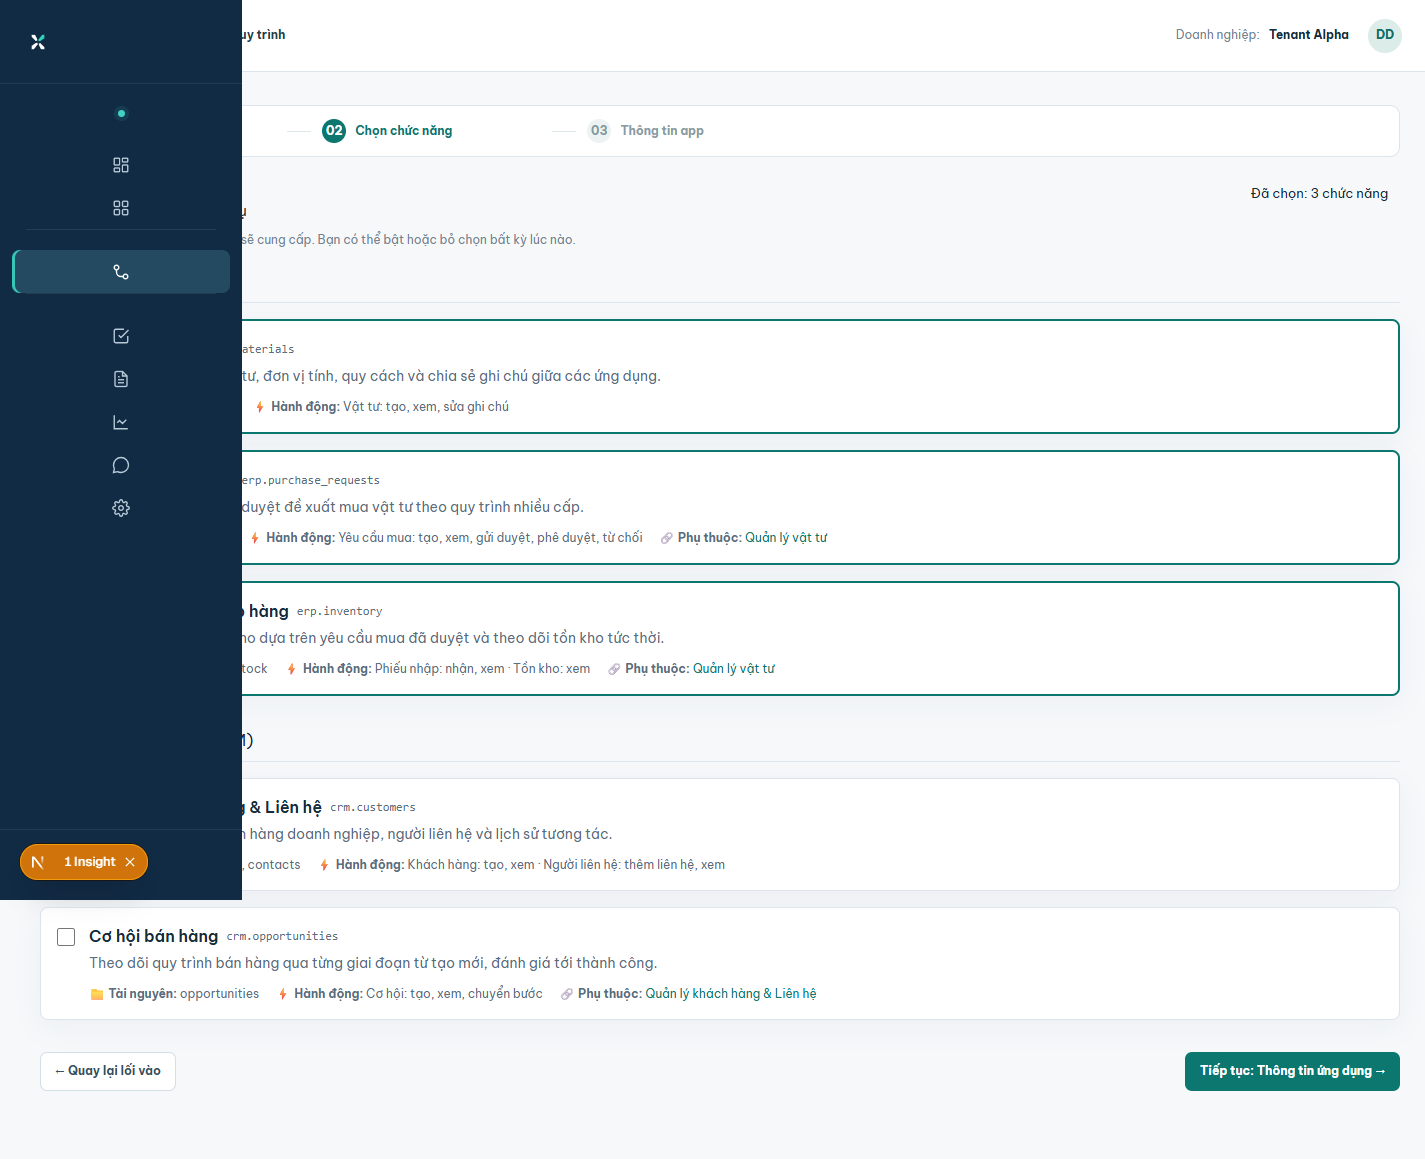 uy trình
Doanh nghiệp: Tenant Alpha DD
02 Chọn chức năng 03 Thông tin app
Đã chọn: 3 chức năng
sẽ cung cấp. Bạn có thể bật hoặc bỏ chọn bất kỳ lúc nào.
aterials
tư, đơn vị tính, quy cách và chia sẻ ghi chú giữa các ứng dụng.
Hành động: Vật tư: tạo, xem, sửa ghi chú
erp.purchase_requests
duyệt đề xuất mua vật tư theo quy trình nhiều cấp.
Hành động: Yêu cầu mua: tạo, xem, gửi duyệt, phê duyệt, từ chối Phụ thuộc: Quản lý vật tư
hàng erp.inventory
ho dựa trên yêu cầu mua đã duyệt và theo dõi tồn kho tức thời.
tock Hành động: Phiếu nhập: nhận, xem · Tồn kho: xem Phụ thuộc: Quản lý vật tư
M)
g & Liên hệ crm.customers
h hàng doanh nghiệp, người liên hệ và lịch sử tương tác.
, contacts Hành động: Khách hàng: tạo, xem · Người liên hệ: thêm liên hệ, xem
1 Insight
Cơ hội bán hàng crm.opportunities
Theo dõi quy trình bán hàng qua từng giai đoạn từ tạo mới, đánh giá tới thành công.
Tài nguyên: opportunities Hành động: Cơ hội: tạo, xem, chuyển bước Phụ thuộc: Quản lý khách hàng & Liên hệ
← Quay lại lối vào
Tiếp tục: Thông tin ứng dụng →